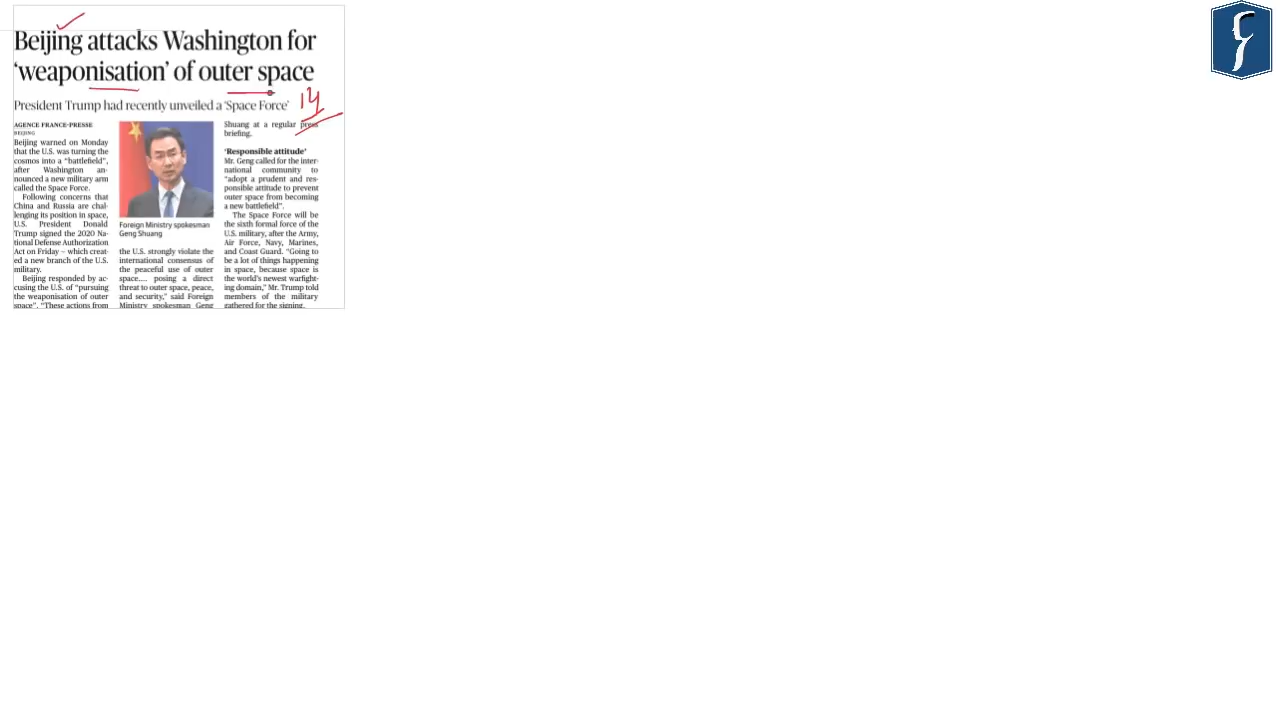 Beijing attacks Washington for
‘weaponisation’ of outer space
President Trump had recently unveiled a ‘Space Force’
14
AGENCE FRANCE-PRESSE
BEIJING
Beijing warned on Monday
that the U.S. was turning the
cosmos into a “battlefield”,
after Washington an-
nounced a new military arm
called the Space Force.
Following concerns that
China and Russia are chal-
lenging its position in space,
U.S. President Donald
Trump signed the 2020 Na-
tional Defense Authorization
Act on Friday – which creat-
ed a new branch of the U.S.
military.
Beijing responded by ac-
cusing the U.S. of “pursuing
the weaponisation of outer
space”. “These actions from
Foreign Ministry spokesman
Geng Shuang
the U.S. strongly violate the
international consensus of
the peaceful use of outer
space.... posing a direct
threat to outer space, peace,
and security,” said Foreign
Ministry spokesman Geng
Shuang at a regular press
briefing.
‘Responsible attitude’
Mr. Geng called for the inter-
national community to
“adopt a prudent and res-
ponsible attitude to prevent
outer space from becoming
a new battlefield”.
The Space Force will be
the sixth formal force of the
U.S. military, after the Army,
Air Force, Navy, Marines,
and Coast Guard. “Going to
be a lot of things happening
in space, because space is
the world’s newest warfight-
ing domain,” Mr. Trump told
members of the military
gathered for the signing.